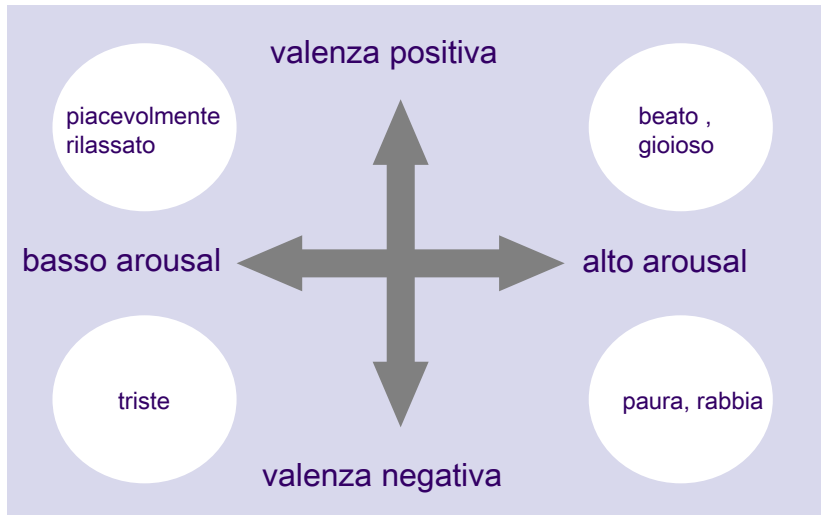 valenza positiva
piacevolmente
rilassato
beato ,
gioioso
basso arousal
alto arousal
triste
paura, rabbia
valenza negativa